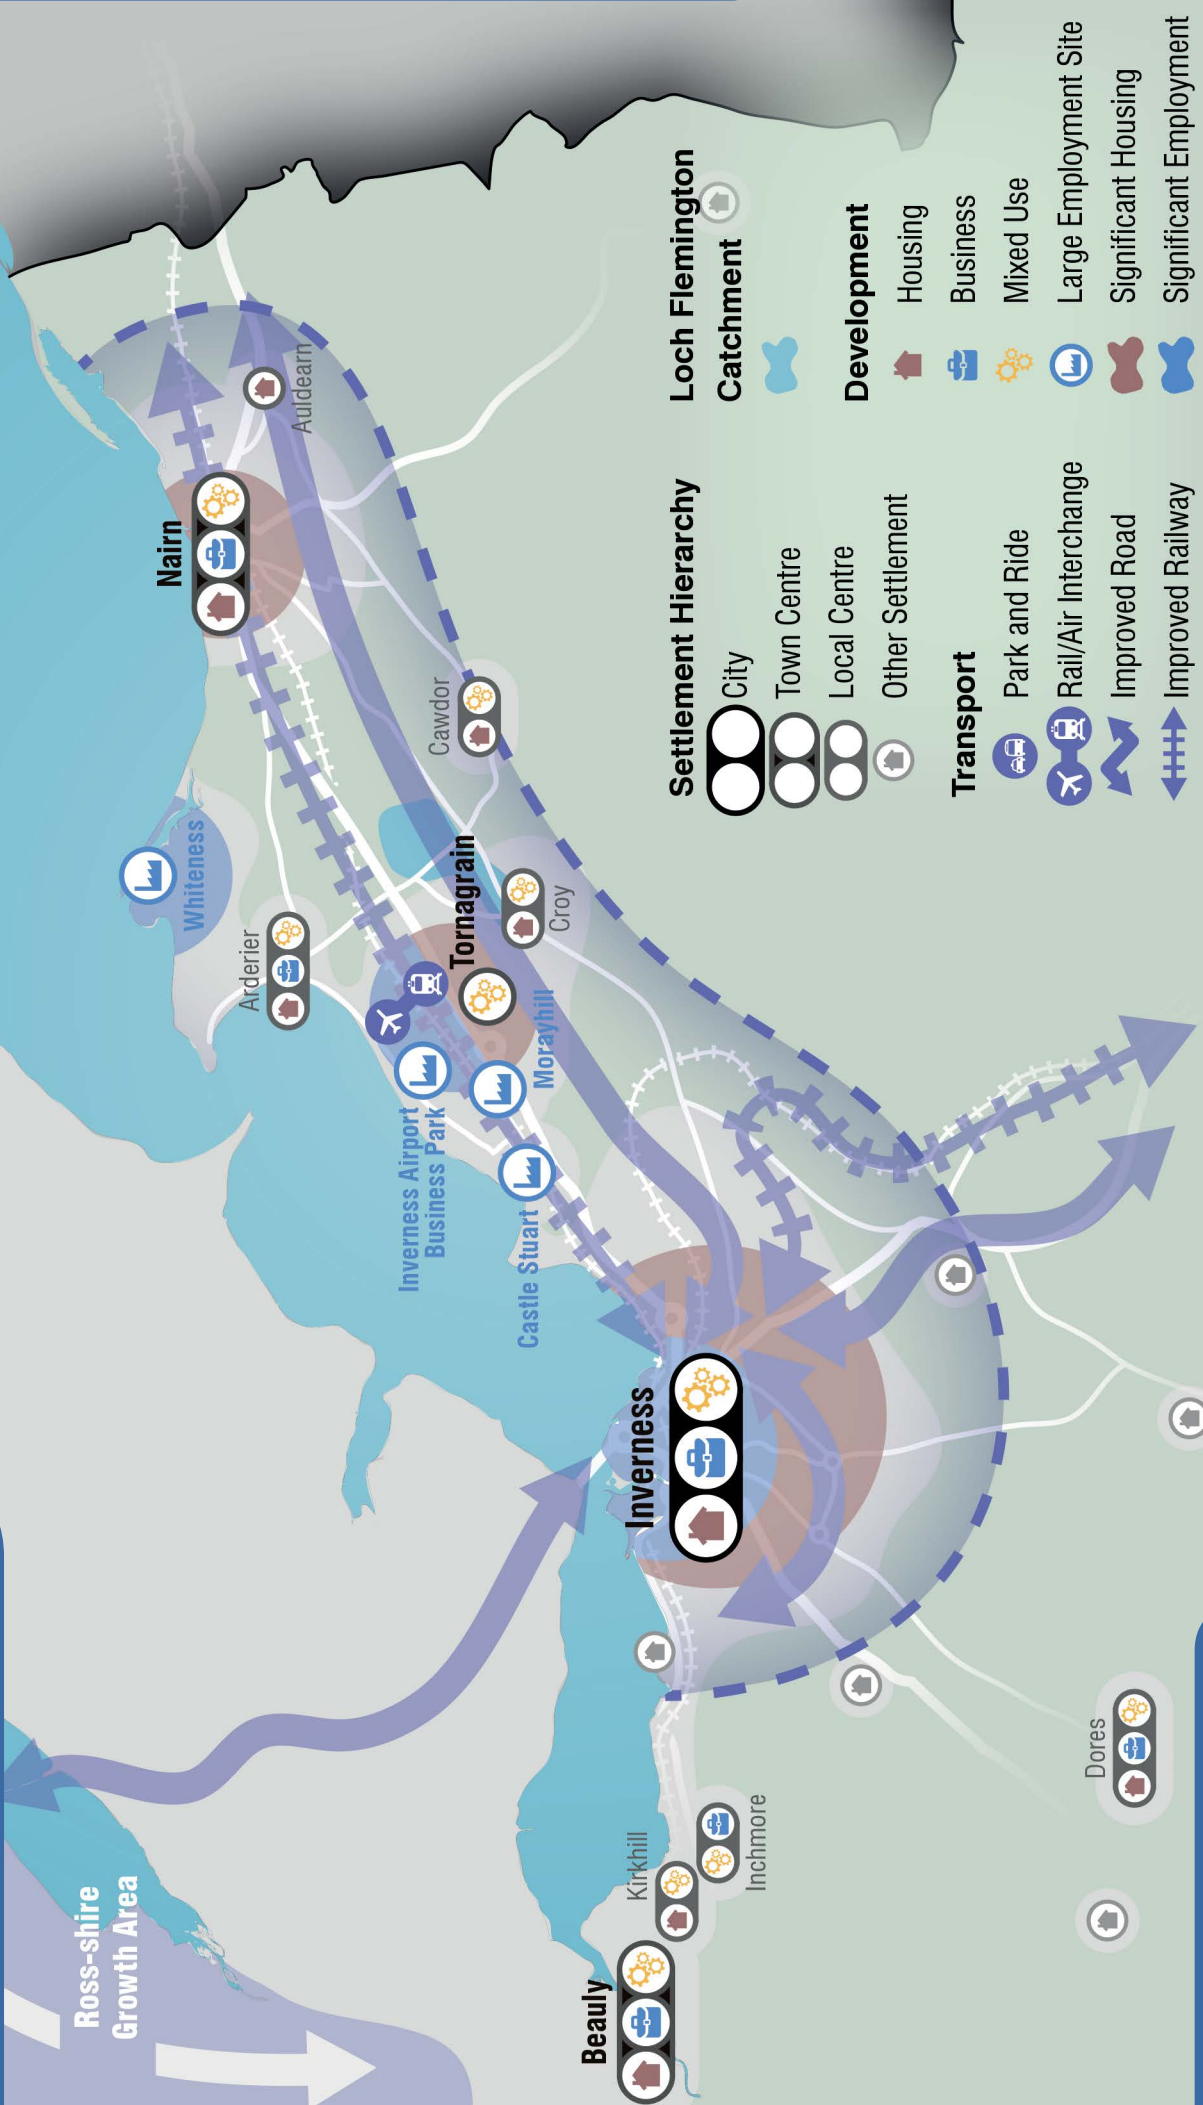 Ross-shire
Growth Area
Nairn
Auldearn
Whiteness
Cawdor
Arderier
Tornagrain
Croy
Inverness Airport
Business Park
Morayhill
Castle Stuart
Inverness
Beauly
Kirkhill
Inchmore
Dores
Settlement Hierarchy
City
Town Centre
Local Centre
Other Settlement
Transport
Park and Ride
Rail/Air Interchange
Improved Road
Improved Railway
Loch Flemington
Catchment
Development
Housing
Business
Mixed Use
Large Employment Site
Significant Housing
Significant Employment